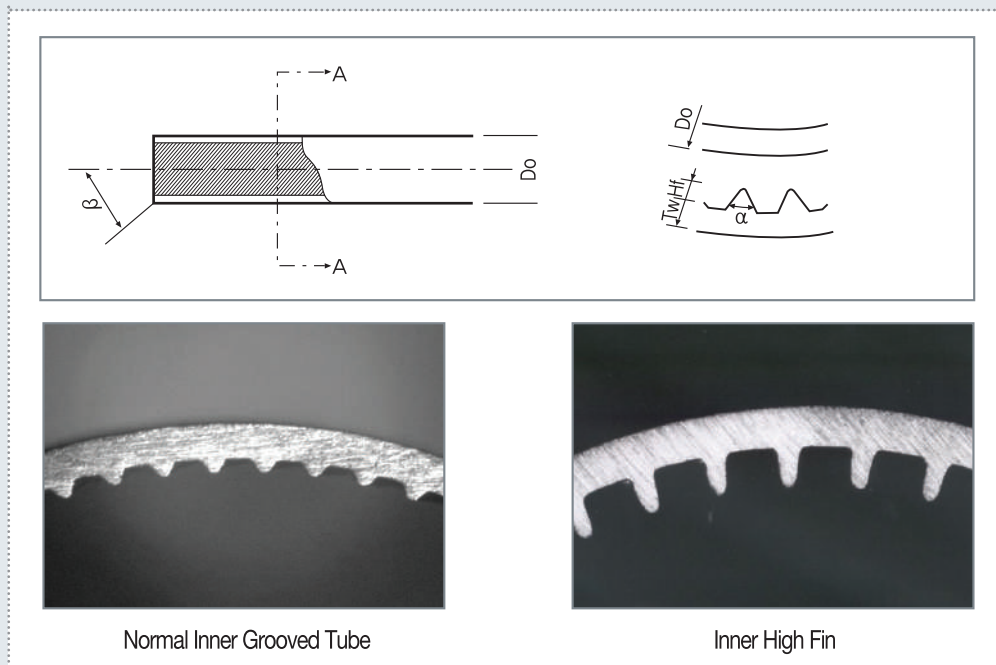 A
Do
β
A
Do
Hf
Tw
α
Normal Inner Grooved Tube
Inner High Fin